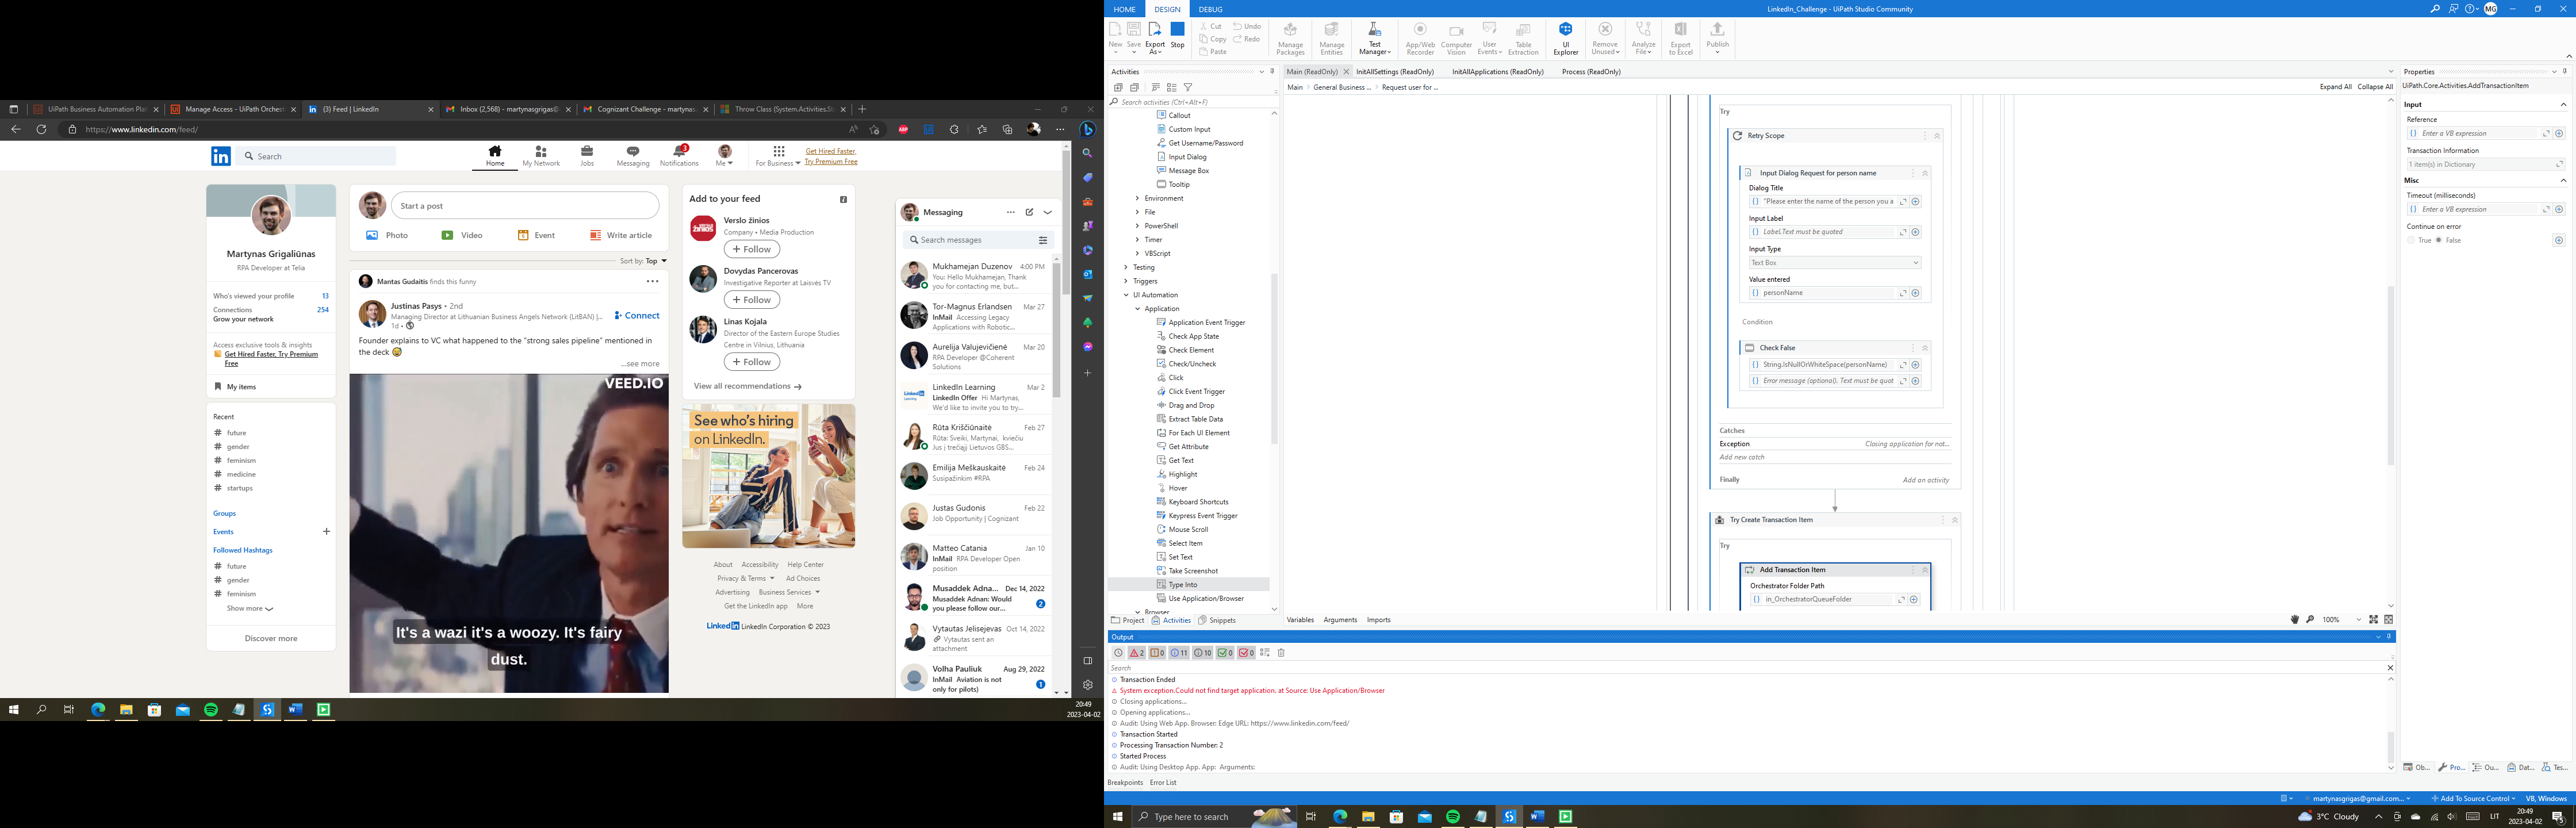 UiPath Business Automation Pla
Manage Access - UiPath Orchest
(3) Feed | LinkedIn
Inbox (2,568) - martynasgrigas@
Cognizant Challenge - martynas
Throw Class (System.Activities.St
https://www.linkedin.com/feed/
Search
Home
My Network
Jobs
Messaging
Notifications
3
Me
For Business
Get Hired Faster,
Try Premium Free
Martynas Grigaliūnas
RPA Developer at Telia
Who's viewed your profile 13
Connections 254
Grow your network
Access exclusive tools & insights
Get Hired Faster, Try Premium
Free
My items
Recent
# future
# gender
# feminism
# medicine
# startups
Groups
Events
Followed Hashtags
# future
# gender
# feminism
Show more
Discover more
Start a post
Photo
Video
Event
Write article
Sort by: Top
Mantas Gudaitis finds this funny
Justinas Pasys • 2nd
Managing Director at Lithuanian Business Angels Network (LitBAN) |...
1d •
Connect
Founder explains to VC what happened to the "strong sales pipeline" mentioned in
the deck
...see more
VEED.IO
It's a wazi it's a woozy. It's fairy
dust.
Add to your feed
Verslo žinios
Company • Media Production
+ Follow
Dovydas Pancerovas
Investigative Reporter at Laisvės TV
+ Follow
Linas Kojala
Director of the Eastern Europe Studies
Centre in Vilnius, Lithuania
+ Follow
View all recommendations →
See who's hiring
on LinkedIn.
About Accessibility Help Center
Privacy & Terms Ad Choices
Advertising Business Services
Get the LinkedIn app More
LinkedIn LinkedIn Corporation © 2023
Messaging
Search messages
Mukhamejan Duzenov 4:00 PM
You: Hello Mukhamejan, Thank
you for contacting me, but...
Tor-Magnus Erlandsen Mar 27
InMail Accessing Legacy
Applications with Robotic...
Aurelija Valujevičienė Mar 20
RPA Developer @Coherent
Solutions
LinkedIn Learning Mar 2
LinkedIn Offer Hi Martynas,
We'd like to invite you to try...
Rūta Kriščiūnaitė Feb 27
Rūta: Sveiki, Martynai, kviečiu
Jus į trečiąjį Lietuvos GBS...
Emilija Meškauskaitė Feb 24
Susipažinkim #RPA
Justas Gudonis Feb 22
Job Opportunity | Cognizant
Matteo Catania Jan 10
InMail RPA Developer Open
position
Musaddek Adna... Dec 14, 2022
Musaddek Adnan: Would
you please follow our... 2
Vytautas Jelisejevas Oct 14, 2022
Vytautas sent an
attachment
Volha Pauliuk Aug 29, 2022
InMail Aviation is not
only for pilots) 1
20:49
2023-04-02
HOME
DESIGN
DEBUG
LinkedIn_Challenge - UiPath Studio Community
MG
New
Save
Export
As
Stop
Cut
Copy
Paste
Undo
Redo
Manage
Packages
Manage
Entities
Test
Manager
App/Web
Recorder
Computer
Vision
User
Events
Table
Extraction
UI
Explorer
Remove
Unused
Analyze
File
Export
to Excel
Publish
Activities
Search activities (Ctrl+Alt+F)
Callout
Custom Input
Get Username/Password
Input Dialog
Message Box
Tooltip
Environment
File
PowerShell
Timer
VBScript
Testing
Triggers
UI Automation
Application
Application Event Trigger
Check App State
Check Element
Check/Uncheck
Click
Click Event Trigger
Drag and Drop
Extract Table Data
For Each UI Element
Get Attribute
Get Text
Highlight
Hover
Keyboard Shortcuts
Keypress Event Trigger
Mouse Scroll
Select Item
Set Text
Take Screenshot
Type Into
Use Application/Browser
Browser
Project
Activities
Snippets
Main (ReadOnly)
InitAllSettings (ReadOnly)
InitAllApplications (ReadOnly)
Process (ReadOnly)
Main > General Business ... > Request user for ...
Expand All Collapse All
Try
Retry Scope
Input Dialog Request for person name
Dialog Title
"Please enter the name of the person you a
Input Label
Label.Text must be quoted
Input Type
Text Box
Value entered
personName
Condition
Check False
String.IsNullOrWhiteSpace(personName)
Error message (optional). Text must be quot
Catches
Exception Closing application for not...
Add new catch
Finally Add an activity
Try Create Transaction Item
Try
Add Transaction Item
Orchestrator Folder Path
in_OrchestratorQueueFolder
Variables Arguments Imports
100%
Output
2 0 11 10 0 0
Search
Transaction Ended
System exception.Could not find target application. at Source: Use Application/Browser
Closing applications...
Opening applications...
Audit: Using Web App. Browser: Edge URL: https://www.linkedin.com/feed/
Transaction Started
Processing Transaction Number: 2
Started Process
Audit: Using Desktop App. App: Arguments:
Breakpoints Error List
Properties
UiPath.Core.Activities.AddTransactionItem
Input
Reference
Enter a VB expression
Transaction Information
1 item(s) in Dictionary
Misc
Timeout (milliseconds)
Enter a VB expression
Continue on error
True False
Ob... Pro... Ou... Dat... Tes...
martynasgrigas@gmail.com...
Add To Source Control
VB, Windows
Type here to search
3°C Cloudy
LIT
20:49
2023-04-02